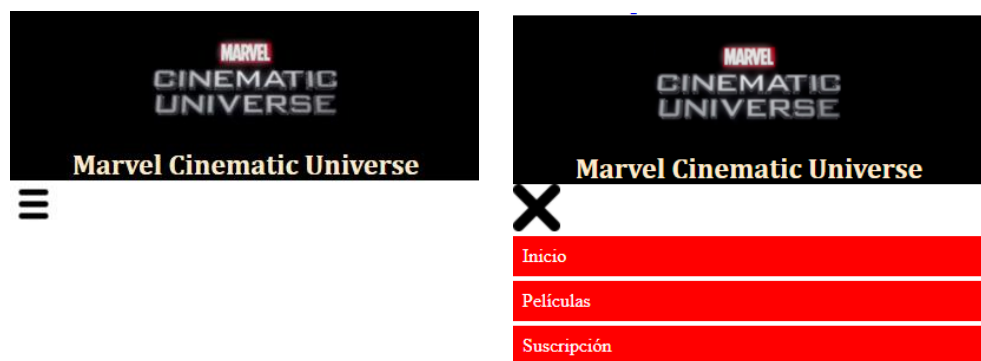 MARVEL
CINEMATIC
UNIVERSE
Marvel Cinematic Universe
MARVEL
CINEMATIC
UNIVERSE
Marvel Cinematic Universe
Inicio
Películas
Suscripción